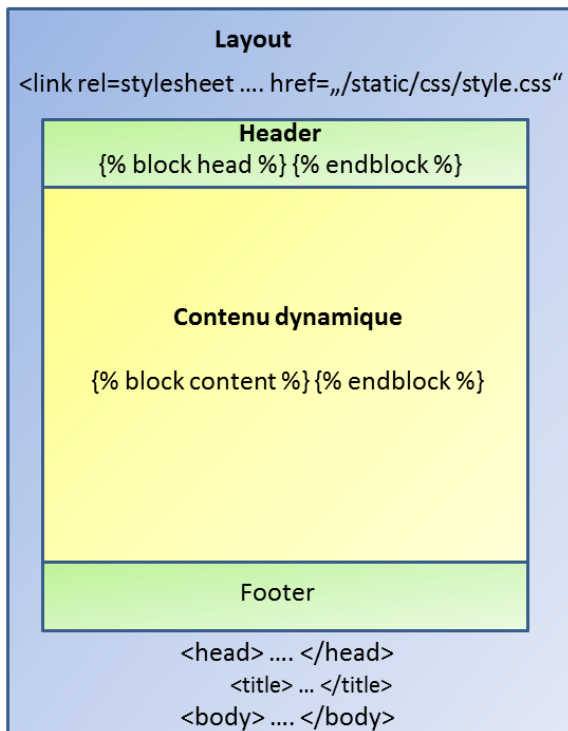 Layout
<link rel=stylesheet .... href=„/static/css/style.css“
Header
{% block head %} {% endblock %}
Contenu dynamique
{% block content %} {% endblock %}
Footer
<head> .... </head>
<title> ... </title>
<body> .... </body>